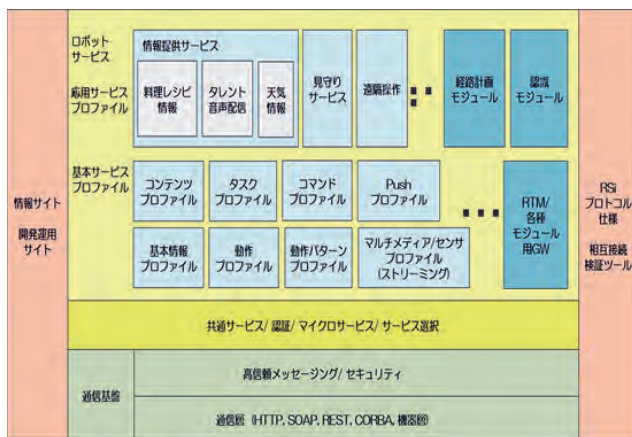 ロボット
サービス
情報提供サービス
応用サービス
プロファイル
料理レシピ
情報
タレント
音声配信
天気
情報
見守り
サービス
遠隔操作
経路計画
モジュール
認識
モジュール
基本サービス
プロファイル
コンテンツ
プロファイル
タスク
プロファイル
コマンド
プロファイル
Push
プロファイル
基本情報
プロファイル
動作
プロファイル
動作パターン
プロファイル
マルチメディア/センサ
プロファイル
(ストリーミング)
RTM/
各種
モジュール
用GW
情報サイト
開発運用
サイト
RSi
プロトコル
仕様
相互接続
検証ツール
共通サービス/ 認証/ マイクロサービス/ サービス選択
通信基盤
高信頼メッセージング/ セキュリティ
通信層 (HTTP, SOAP, REST, CORBA, 機器層)